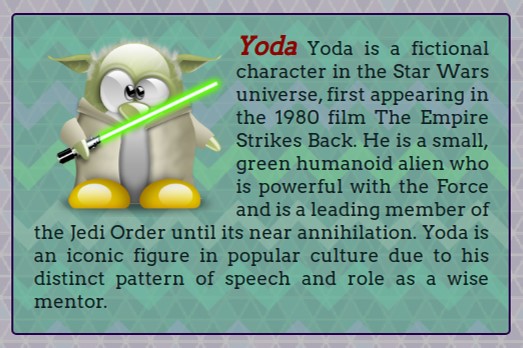 Yoda Yoda is a fictional
character in the Star Wars
universe, first appearing in
the 1980 film The Empire
Strikes Back. He is a small,
green humanoid alien who
is powerful with the Force
and is a leading member of
the Jedi Order until its near annihilation. Yoda is
an iconic figure in popular culture due to his
distinct pattern of speech and role as a wise
mentor.